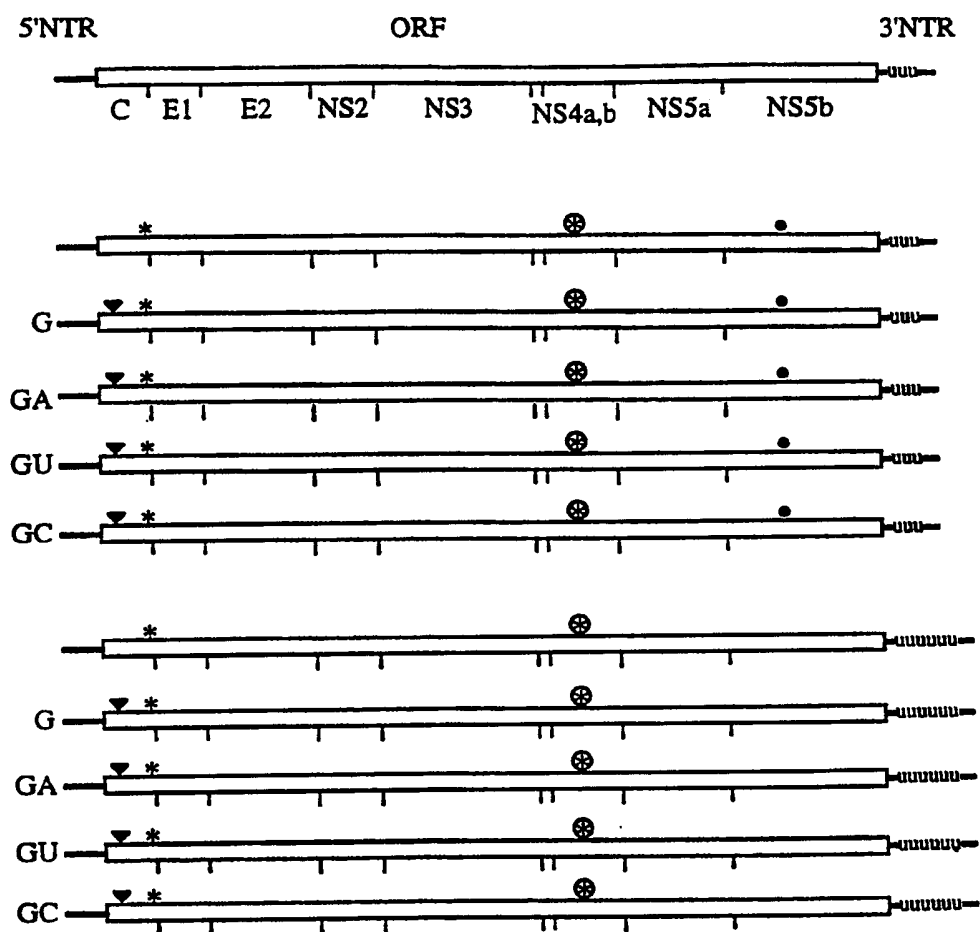 5'NTR ORF 3'NTR
uuu
C E1 E2 NS2 NS3 NS4a,b NS5a NS5b
* * uuu
G * * uuu
GA * * uuu
GU * * uuu
GC * * uuu
* * uuuuuu
G * * uuuuuu
GA * * uuuuuu
GU * * uuuuuu
GC * * uuuuuu